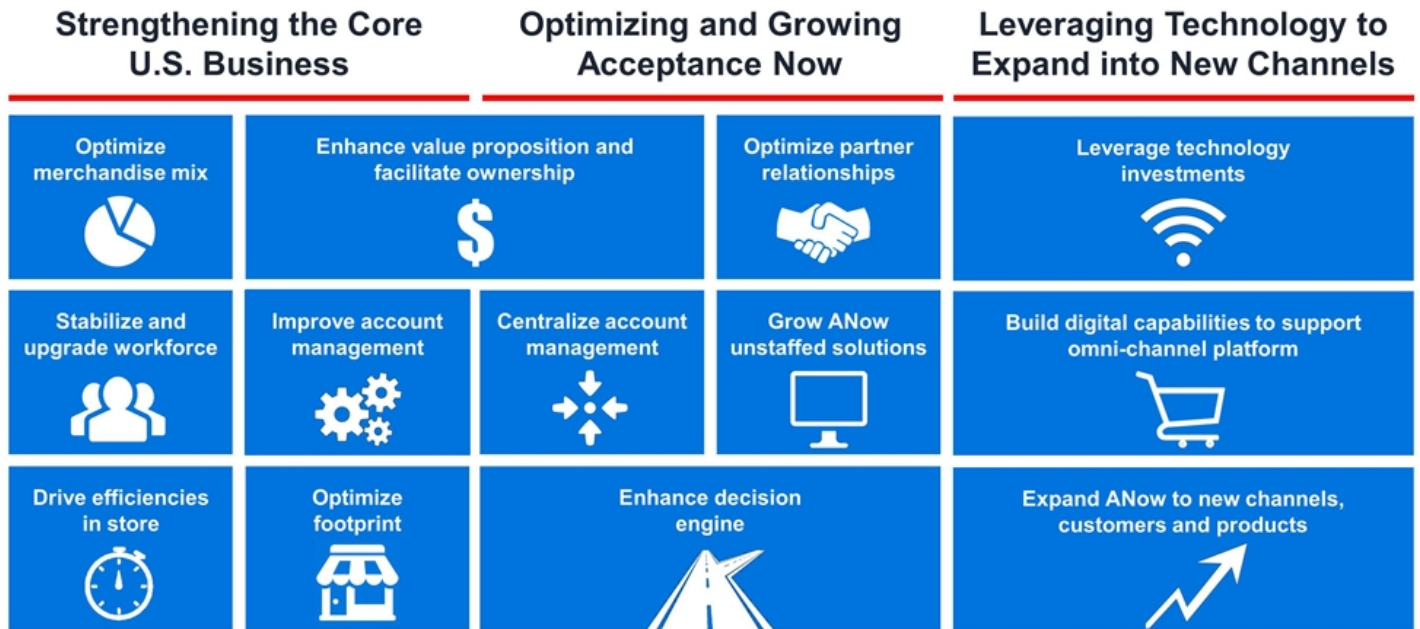 Strengthening the Core
U.S. Business
Optimizing and Growing
Acceptance Now
Leveraging Technology to
Expand into New Channels
Optimize
merchandise mix
Enhance value proposition and
facilitate ownership
Optimize partner
relationships
Leverage technology
investments
Stabilize and
upgrade workforce
Improve account
management
Centralize account
management
Grow ANow
unstaffed solutions
Build digital capabilities to support
omni-channel platform
Drive efficiencies
in store
Optimize
footprint
Enhance decision
engine
Expand ANow to new channels,
customers and products